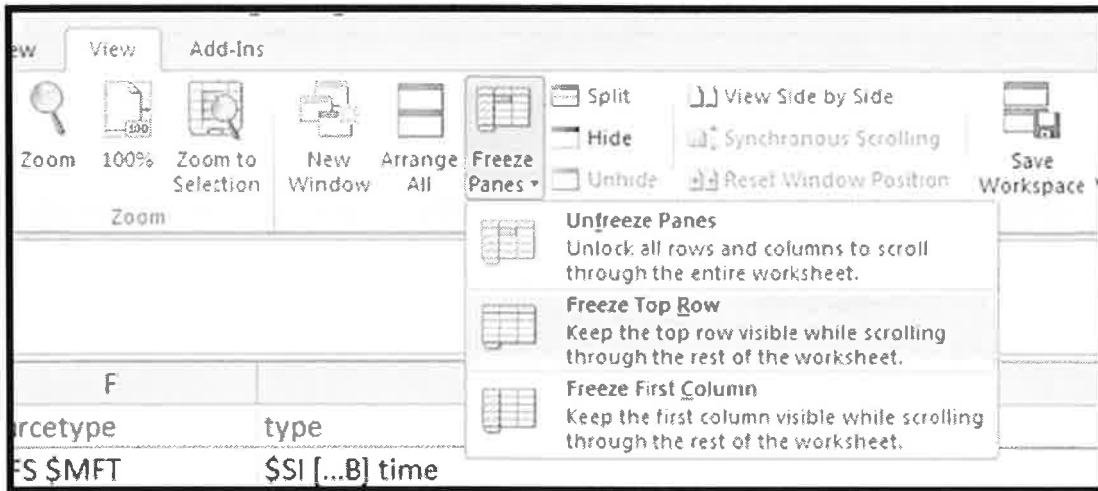 ew View Add-Ins
Split View Side by Side
Hide Synchronous Scrolling
Unhide Reset Window Position
Zoom 100% Zoom to Selection New Window Arrange All Freeze Panes Save Workspace
Zoom
100
Unfreeze Panes
Unlock all rows and columns to scroll
through the entire worksheet.
Freeze Top Row
Keep the top row visible while scrolling
through the rest of the worksheet.
Freeze First Column
Keep the first column visible while scrolling
through the rest of the worksheet.
F
rcetype type
FS $MFT $SI [...B] time